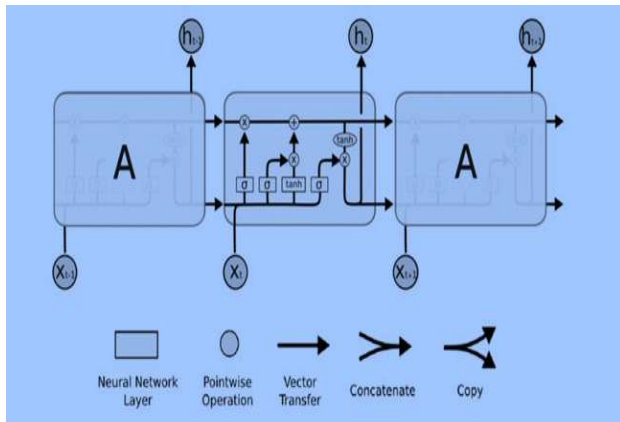 hₜ₋₁ hₜ hₜ₊₁
A A
x + tanh x
σ σ tanh σ
x
Xₜ₋₁ Xₜ Xₜ₊₁
Neural Network Layer
Pointwise Operation
Vector Transfer
Concatenate
Copy